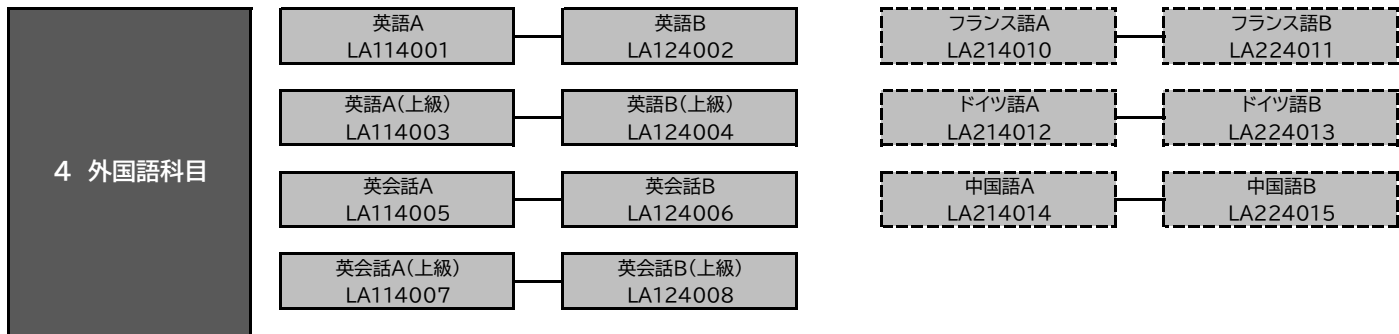 4 外国語科目
英語A
LA114001
英語B
LA124002
フランス語A
LA214010
フランス語B
LA224011
英語A(上級)
LA114003
英語B(上級)
LA124004
ドイツ語A
LA214012
ドイツ語B
LA224013
英会話A
LA114005
英会話B
LA124006
中国語A
LA214014
中国語B
LA224015
英会話A(上級)
LA114007
英会話B(上級)
LA124008